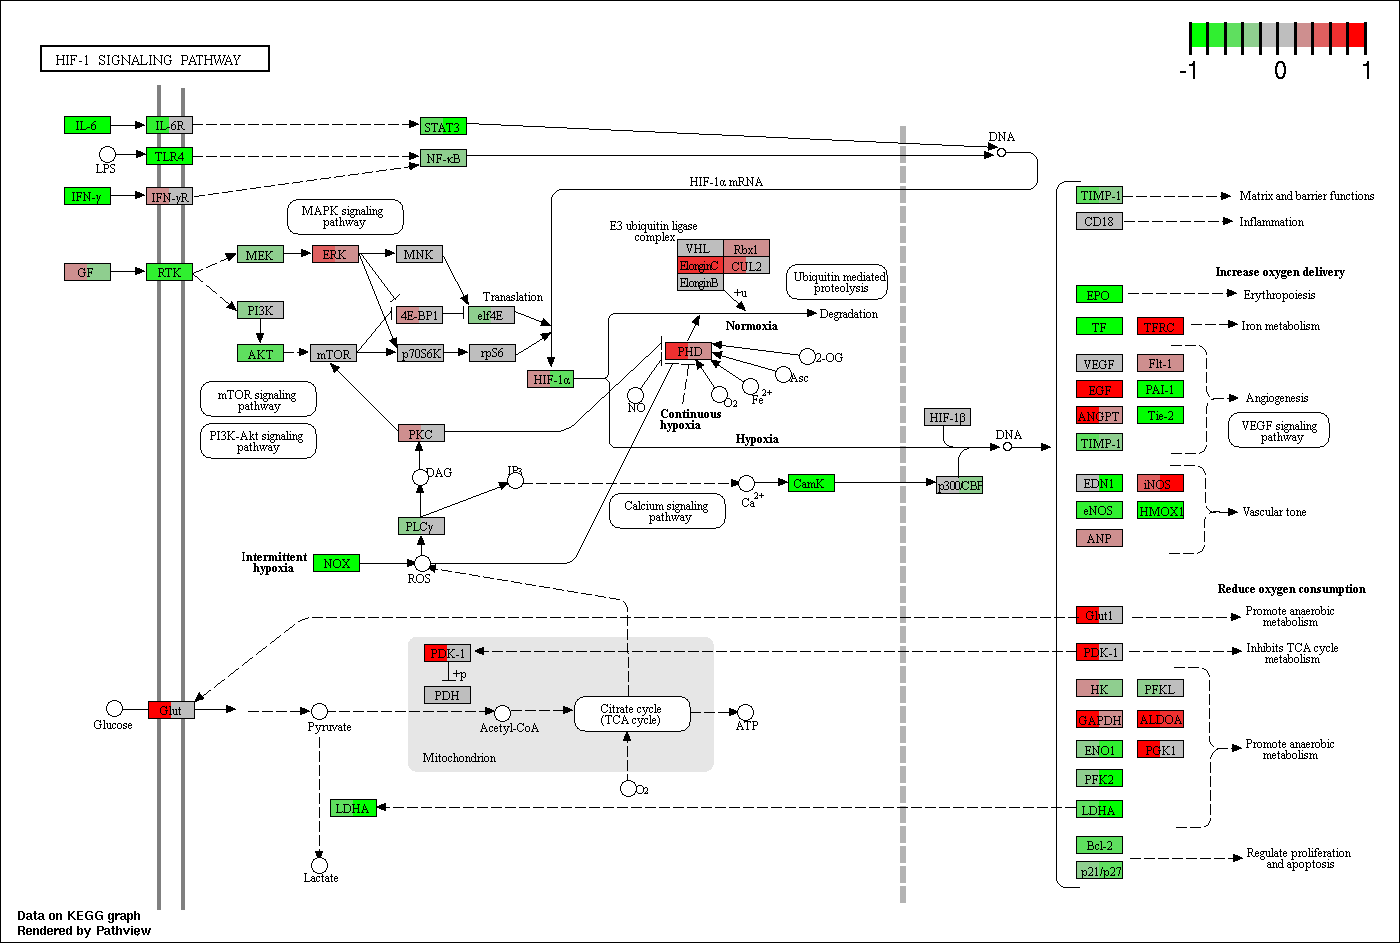 HIF-1 SIGNALING PATHWAY
-1 0 1
IL-6
IL-6R
STAT3
DNA
LPS
TLR4
NF-κB
IFN-γ
IFN-γR
HIF-1α mRNA
MAPK signaling
pathway
E3 ubiquitin ligase
complex
VHL
Rbx1
ElonginC
CUL2
ElonginB
+u
Ubiquitin mediated
proteolysis
GF
RTK
MEK
ERK
MNK
PI3K
4E-BP1
eIF4E
Translation
AKT
mTOR
p70S6K
rpS6
HIF-1α
Degradation
Normoxia
PHD
2-OG
Asc
Fe2+
O2
NO
Continuous
hypoxia
Hypoxia
mTOR signaling
pathway
PI3K-Akt signaling
pathway
PKC
DAG
IP3
Ca2+
CamK
Calcium signaling
pathway
PLCγ
HIF-1β
DNA
p300/CBP
Intermittent
hypoxia
NOX
ROS
TIMP-1
Matrix and barrier functions
CD18
Inflammation
Increase oxygen delivery
EPO
Erythropoiesis
TF
TFRC
Iron metabolism
VEGF
Flt-1
EGF
PAI-1
Angiogenesis
ANGPT
Tie-2
VEGF signaling
pathway
TIMP-1
EDN1
iNOS
eNOS
HMOX1
Vascular tone
ANP
Reduce oxygen consumption
Glut1
Promote anaerobic
metabolism
PDK-1
Inhibits TCA cycle
metabolism
HK
PFKL
GAPDH
ALDOA
ENO1
PGK1
Promote anaerobic
metabolism
PFK2
LDHA
Bcl-2
p21/p27
Regulate proliferation
and apoptosis
PDK-1
+p
PDH
Glucose
Glut
Pyruvate
Acetyl-CoA
Citrate cycle
(TCA cycle)
ATP
Mitochondrion
O2
LDHA
Lactate
Data on KEGG graph
Rendered by Pathview